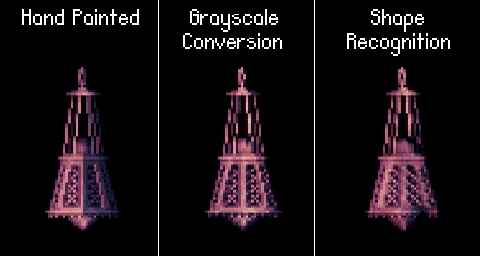 Hand Painted
Grayscale
Conversion
Shape
Recognition